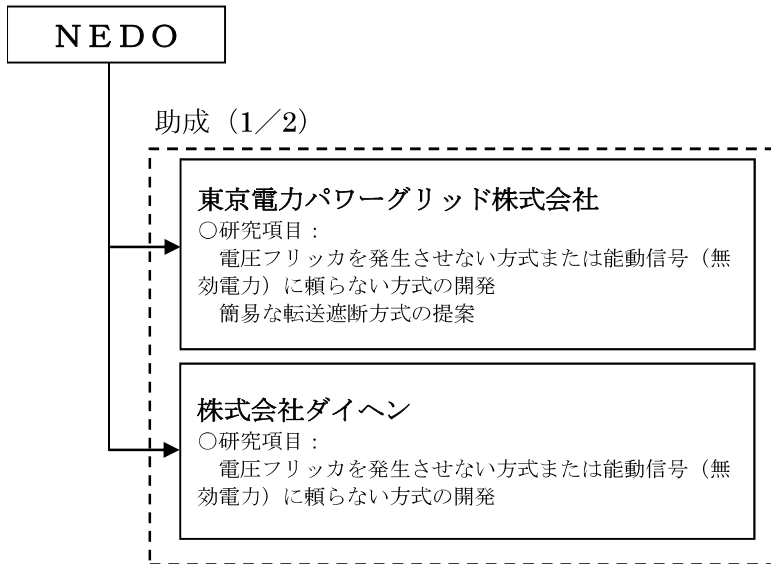 NEDO
助成（1／2）
東京電力パワーグリッド株式会社
○研究項目：
　電圧フリッカを発生させない方式または能動信号（無
効電力）に頼らない方式の開発
　簡易な転送遮断方式の提案
株式会社ダイヘン
○研究項目：
　電圧フリッカを発生させない方式または能動信号（無
効電力）に頼らない方式の開発